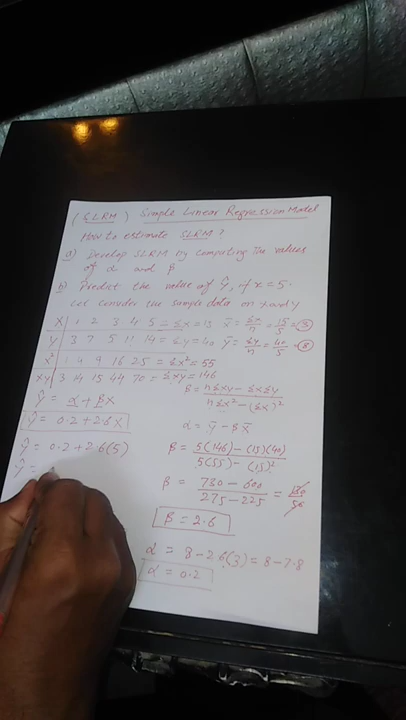 (SLRM) Simple Linear Regression Model
How to estimate SLRM?
a) Develop SLRM by computing the values
of α and β
b) Predict the value of Ŷ, if x = 5.
Let consider the sample data on x and y
X 1 2 3 4 5 = Σx = 15 x̄ = Σx/n = 15/5 = 3
Y 3 7 5 11 14 = Σy = 40 ȳ = Σy/n = 40/5 = 8
X² 1 4 9 16 25 = Σx² = 55
XY 3 14 15 44 70 = Σxy = 146
Ŷ = α + βX
Ŷ = 0.2 + 2.6X
Ŷ = 0.2 + 2.6(5)
Ŷ =
β = nΣxy - ΣxΣy / nΣx² - (Σx)²
α = Ȳ - βX̄
β = 5(146) - (15)(40) / 5(55) - (15)²
β = 730 - 600 / 275 - 225 = 130/50
β = 2.6
α = 8 - 2.6(3) = 8 - 7.8
α = 0.2